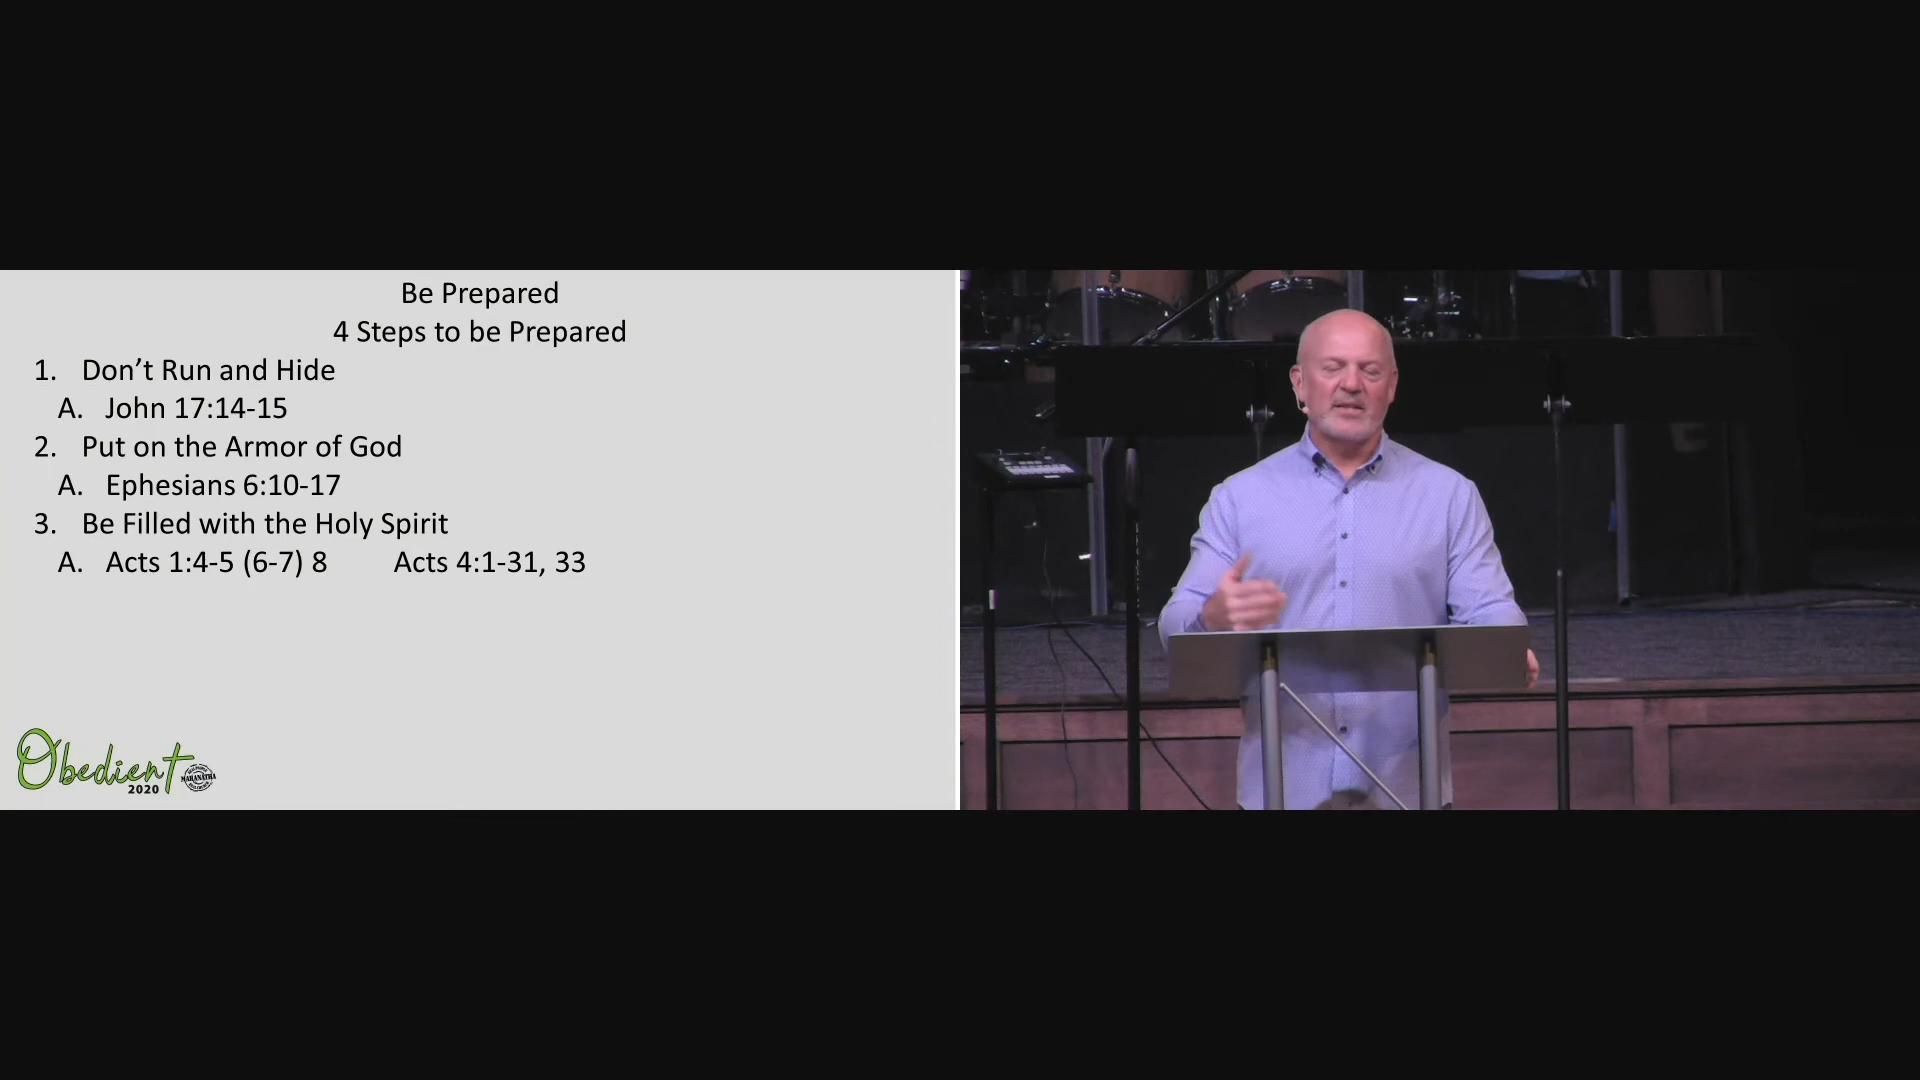 Be Prepared
4 Steps to be Prepared
1. Don’t Run and Hide
A. John 17:14-15
2. Put on the Armor of God
A. Ephesians 6:10-17
3. Be Filled with the Holy Spirit
A. Acts 1:4-5 (6-7) 8 Acts 4:1-31, 33
Obedient
2020
MARANATHA